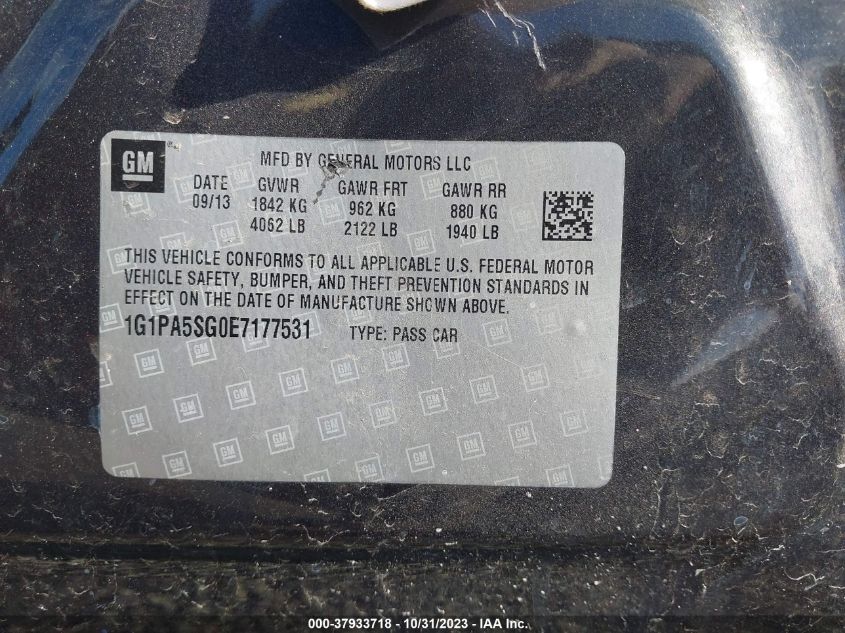 GM
MFD BY GENERAL MOTORS LLC
DATE GVWR GAWR FRT GAWR RR
09/13 1842 KG 962 KG 880 KG
4062 LB 2122 LB 1940 LB
THIS VEHICLE CONFORMS TO ALL APPLICABLE U.S. FEDERAL MOTOR
VEHICLE SAFETY, BUMPER, AND THEFT PREVENTION STANDARDS IN
EFFECT ON THE DATE OF MANUFACTURE SHOWN ABOVE.
1G1PA5SG0E7177531 TYPE: PASS CAR
000-37933718 - 10/31/2023 - © IAA Inc.